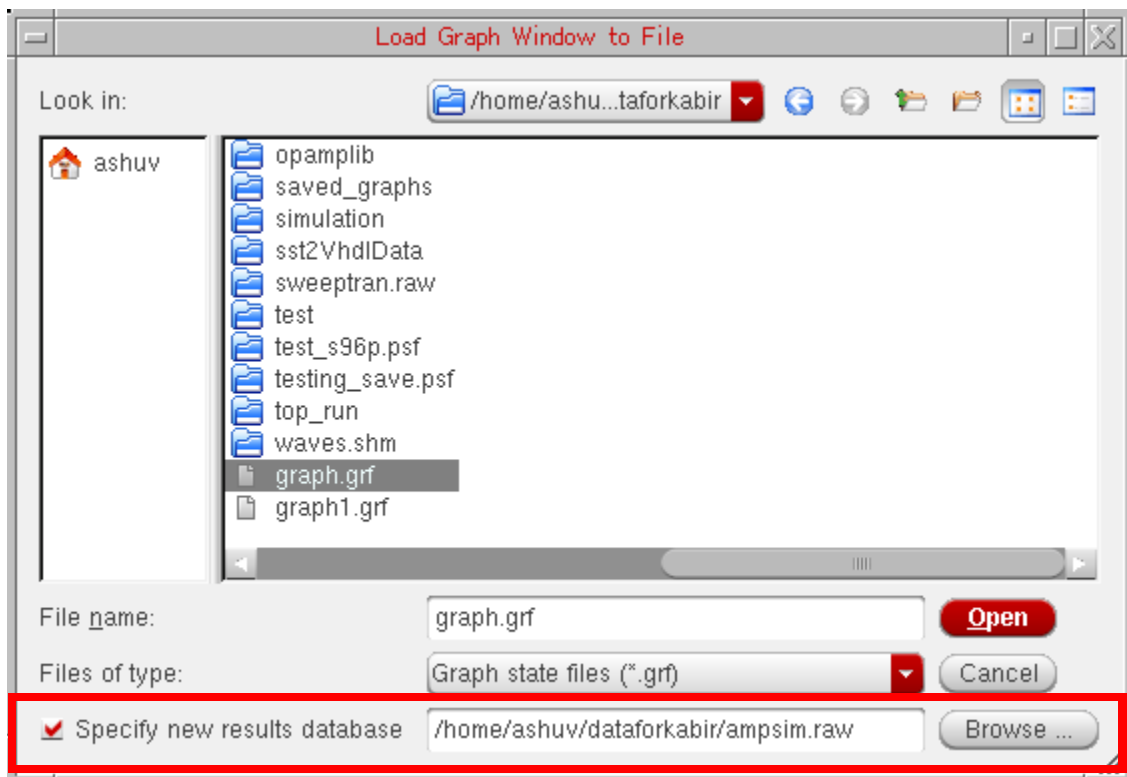 Load Graph Window to File
Look in: /home/ashu...taforkabir
ashuv
opamplib
saved_graphs
simulation
sst2VhdlData
sweeptran.raw
test
test_s96p.psf
testing_save.psf
top_run
waves.shm
graph.grf
graph1.grf
File name: graph.grf Open
Files of type: Graph state files (*.grf) Cancel
Specify new results database /home/ashuv/dataforkabir/ampsim.raw Browse ...